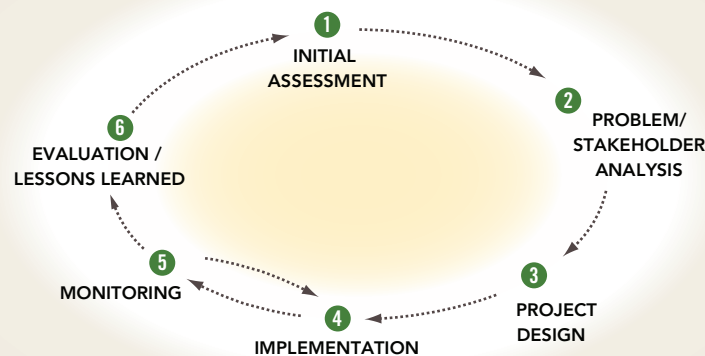 1
INITIAL
ASSESSMENT
2
PROBLEM/
STAKEHOLDER
ANALYSIS
3
PROJECT
DESIGN
4
IMPLEMENTATION
5
MONITORING
6
EVALUATION /
LESSONS LEARNED